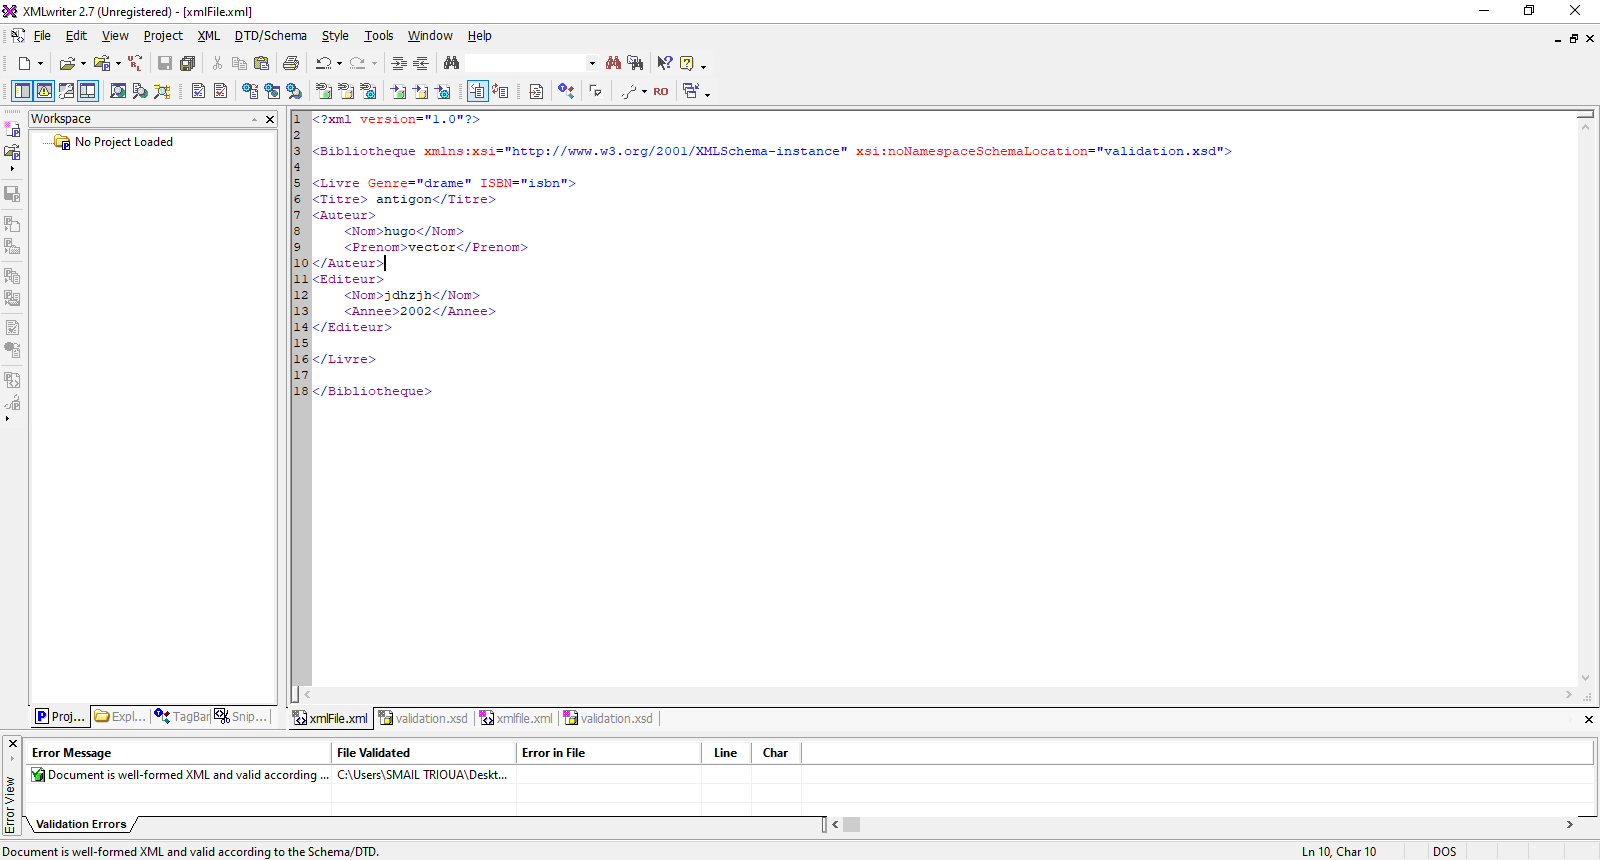 XMLwriter 2.7 (Unregistered) - [xmlFile.xml]
File Edit View Project XML DTD/Schema Style Tools Window Help
RO
Workspace
No Project Loaded
1 <?xml version="1.0"?>
2
3 <Bibliotheque xmlns:xsi="http://www.w3.org/2001/XMLSchema-instance" xsi:noNamespaceSchemaLocation="validation.xsd">
4
5 <Livre Genre="drame" ISBN="isbn">
6 <Titre> antigon</Titre>
7 <Auteur>
8 <Nom>hugo</Nom>
9 <Prenom>vector</Prenom>
10 </Auteur>
11 <Editeur>
12 <Nom>jdhzjh</Nom>
13 <Annee>2002</Annee>
14 </Editeur>
15
16 </Livre>
17
18 </Bibliotheque>
Proj... Expl... TagBar Snip...
xmlFile.xml validation.xsd xmlfile.xml validation.xsd
Error Message File Validated Error in File Line Char
Document is well-formed XML and valid according ... C:\Users\SMAIL TRIOUA\Deskt...
Error View
Validation Errors
Document is well-formed XML and valid according to the Schema/DTD. Ln 10, Char 10 DOS